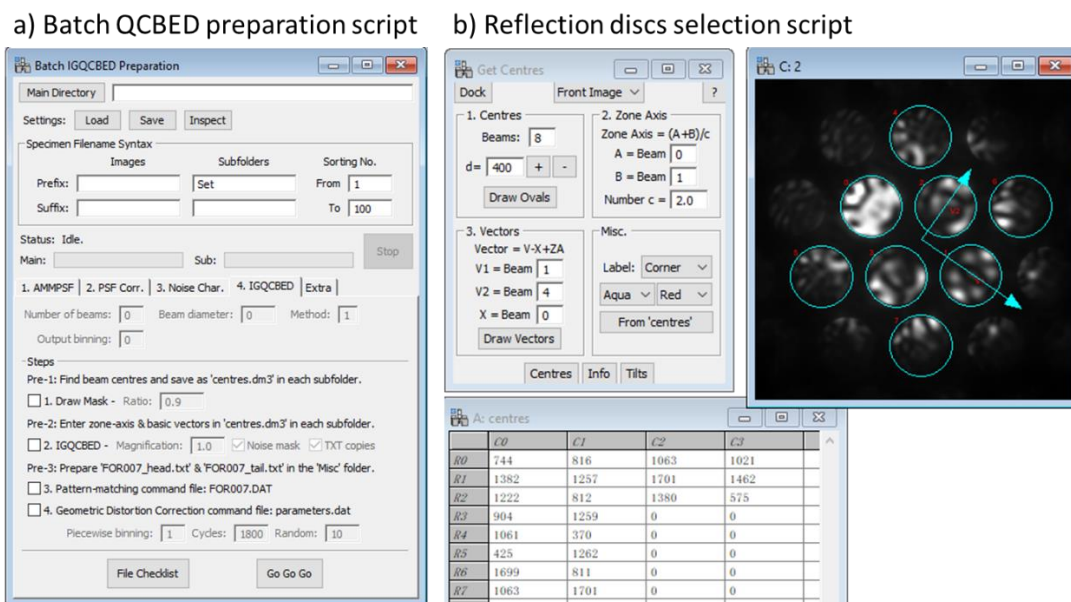 a) Batch QCBED preparation script
b) Reflection discs selection script
Batch IGQCBED Preparation
Main Directory
Settings: Load Save Inspect
Specimen Filename Syntax
Images Subfolders Sorting No.
Prefix: Set From 1
Suffix: To 100
Status: Idle.
Main: Sub: Stop
1. AMMPSF 2. PSF Corr. 3. Noise Char. 4. IGQCBED Extra
Number of beams: 0 Beam diameter: 0 Method: 1
Output binning: 0
Steps
Pre-1: Find beam centres and save as 'centres.dm3' in each subfolder.
1. Draw Mask - Ratio: 0.9
Pre-2: Enter zone-axis & basic vectors in 'centres.dm3' in each subfolder.
2. IGQCBED - Magnification: 1.0 Noise mask TXT copies
Pre-3: Prepare 'FOR007_head.txt' & 'FOR007_tail.txt' in the 'Misc' folder.
3. Pattern-matching command file: FOR007.DAT
4. Geometric Distortion Correction command file: parameters.dat
Piecewise binning: 1 Cycles: 1800 Random: 10
File Checklist Go Go Go
Get Centres
Dock Front Image ?
1. Centres
Beams: 8
d= 400 + -
Draw Ovals
2. Zone Axis
Zone Axis = (A+B)/c
A = Beam 0
B = Beam 1
Number c = 2.0
3. Vectors
Vector = V-X+ZA
V1 = Beam 1
V2 = Beam 4
X = Beam 0
Draw Vectors
Misc.
Label: Corner
Aqua Red
From 'centres'
Centres Info Tilts
C: 2
A: centres
C0 C1 C2 C3
R0 744 816 1063 1021
R1 1382 1257 1701 1462
R2 1222 812 1380 575
R3 904 1259 0 0
R4 1061 370 0 0
R5 425 1262 0 0
R6 1699 811 0 0
R7 1063 1701 0 0